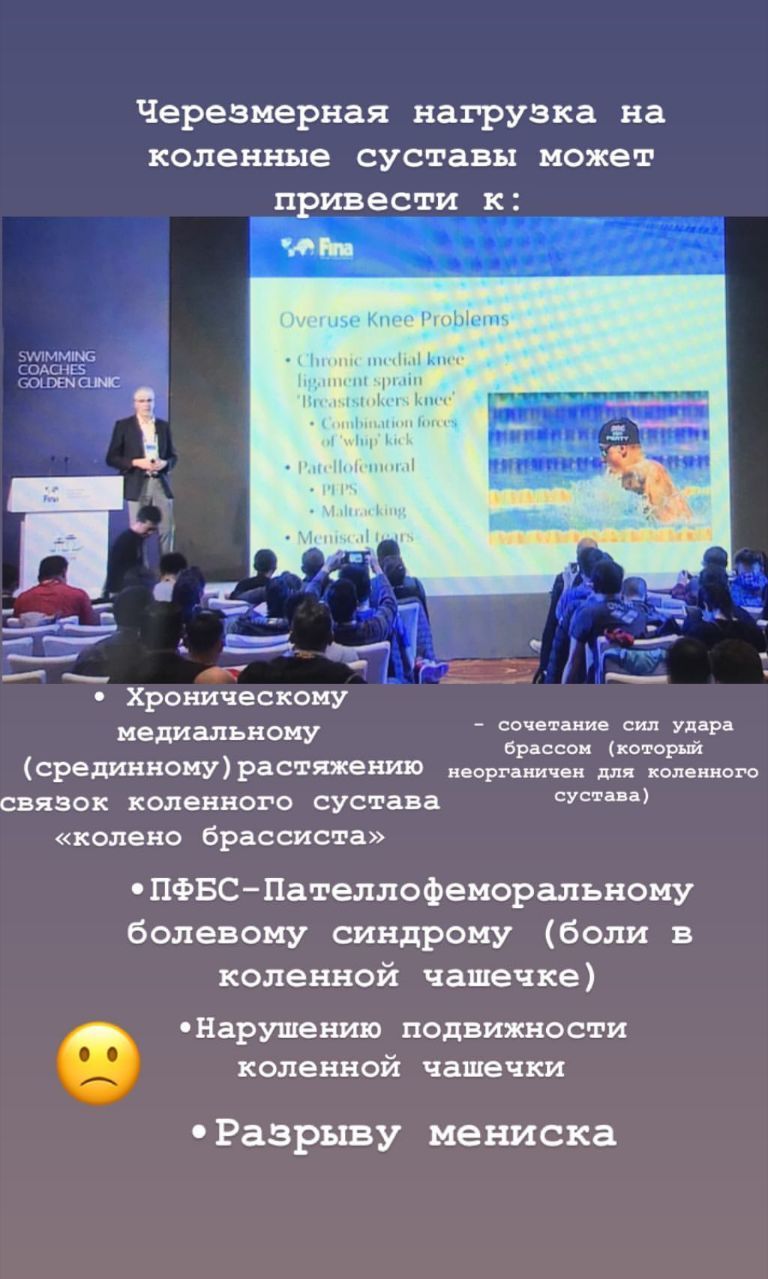 Черезмерная нагрузка на
коленные суставы может
привести к:
Fina
SWIMMING
COACHES
GOLDEN CLINIC
Overuse Knee Problems
• Chronic medial knee
ligament sprain
'Breaststokers knee'
• Combination forces
of 'whip' kick
• Patellofemoral
• PFPS
• Maltracking
• Meniscal tears
Fina
• Хроническому
медиальному
(срединному)растяжению
связок коленного сустава
«колено брассиста»
- сочетание сил удара
брассом (который
неорганичен для коленного
сустава)
•ПФБС-Пателлофеморальному
болевому синдрому (боли в
коленной чашечке)
•Нарушению подвижности
коленной чашечки
•Разрыву мениска